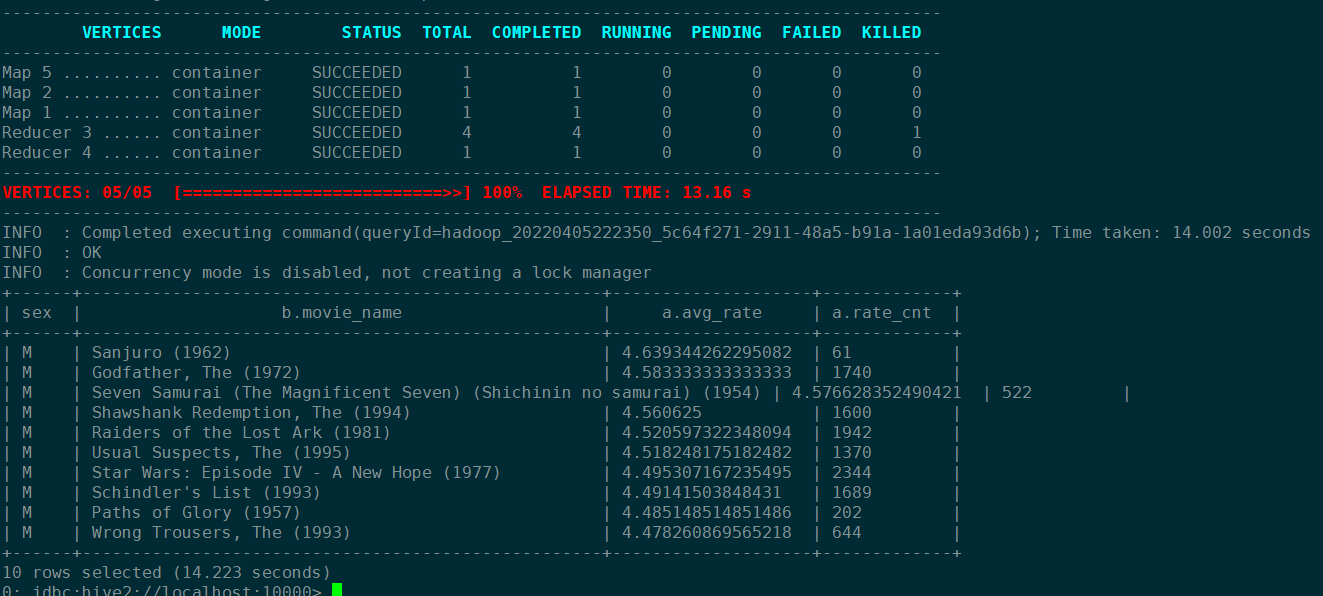 ----------------------------------------------------------------------------------------------
        VERTICES      MODE        STATUS  TOTAL  COMPLETED  RUNNING  PENDING  FAILED  KILLED
----------------------------------------------------------------------------------------------
Map 5 .......... container     SUCCEEDED      1          1        0        0       0       0
Map 2 .......... container     SUCCEEDED      1          1        0        0       0       0
Map 1 .......... container     SUCCEEDED      1          1        0        0       0       0
Reducer 3 ...... container     SUCCEEDED      4          4        0        0       0       1
Reducer 4 ...... container     SUCCEEDED      1          1        0        0       0       0
----------------------------------------------------------------------------------------------
VERTICES: 05/05  [==========================>>] 100%  ELAPSED TIME: 13.16 s
----------------------------------------------------------------------------------------------
INFO  : Completed executing command(queryId=hadoop_20220405222350_5c64f271-2911-48a5-b91a-1a01eda93d6b); Time taken: 14.002 seconds
INFO  : OK
INFO  : Concurrency mode is disabled, not creating a lock manager
+------+----------------------------------------------------+--------------------+-------------+
| sex  |                    b.movie_name                    |     a.avg_rate     | a.rate_cnt  |
+------+----------------------------------------------------+--------------------+-------------+
| M    | Sanjuro (1962)                                     | 4.639344262295082  | 61          |
| M    | Godfather, The (1972)                              | 4.583333333333333  | 1740        |
| M    | Seven Samurai (The Magnificent Seven) (Shichinin no samurai) (1954) | 4.576628352490421  | 522         |
| M    | Shawshank Redemption, The (1994)                   | 4.560625           | 1600        |
| M    | Raiders of the Lost Ark (1981)                     | 4.520597322348094  | 1942        |
| M    | Usual Suspects, The (1995)                         | 4.518248175182482  | 1370        |
| M    | Star Wars: Episode IV - A New Hope (1977)          | 4.495307167235495  | 2344        |
| M    | Schindler's List (1993)                            | 4.49141503848431   | 1689        |
| M    | Paths of Glory (1957)                              | 4.485148514851486  | 202         |
| M    | Wrong Trousers, The (1993)                         | 4.478260869565218  | 644         |
+------+----------------------------------------------------+--------------------+-------------+
10 rows selected (14.223 seconds)
0: jdbc:hive2://localhost:10000>